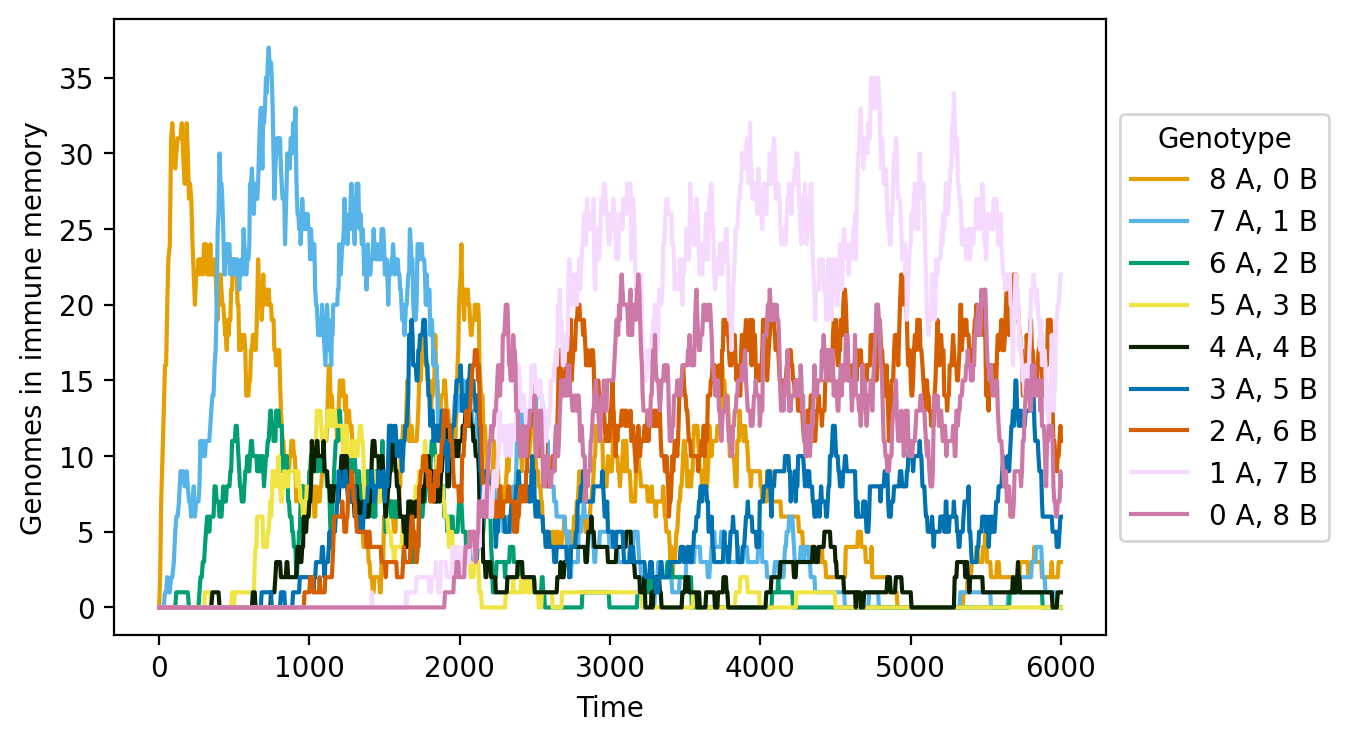 Genomes in immune memory
35
30
25
20
15
10
5
0
0 1000 2000 3000 4000 5000 6000
Time
Genotype
8 A, 0 B
7 A, 1 B
6 A, 2 B
5 A, 3 B
4 A, 4 B
3 A, 5 B
2 A, 6 B
1 A, 7 B
0 A, 8 B